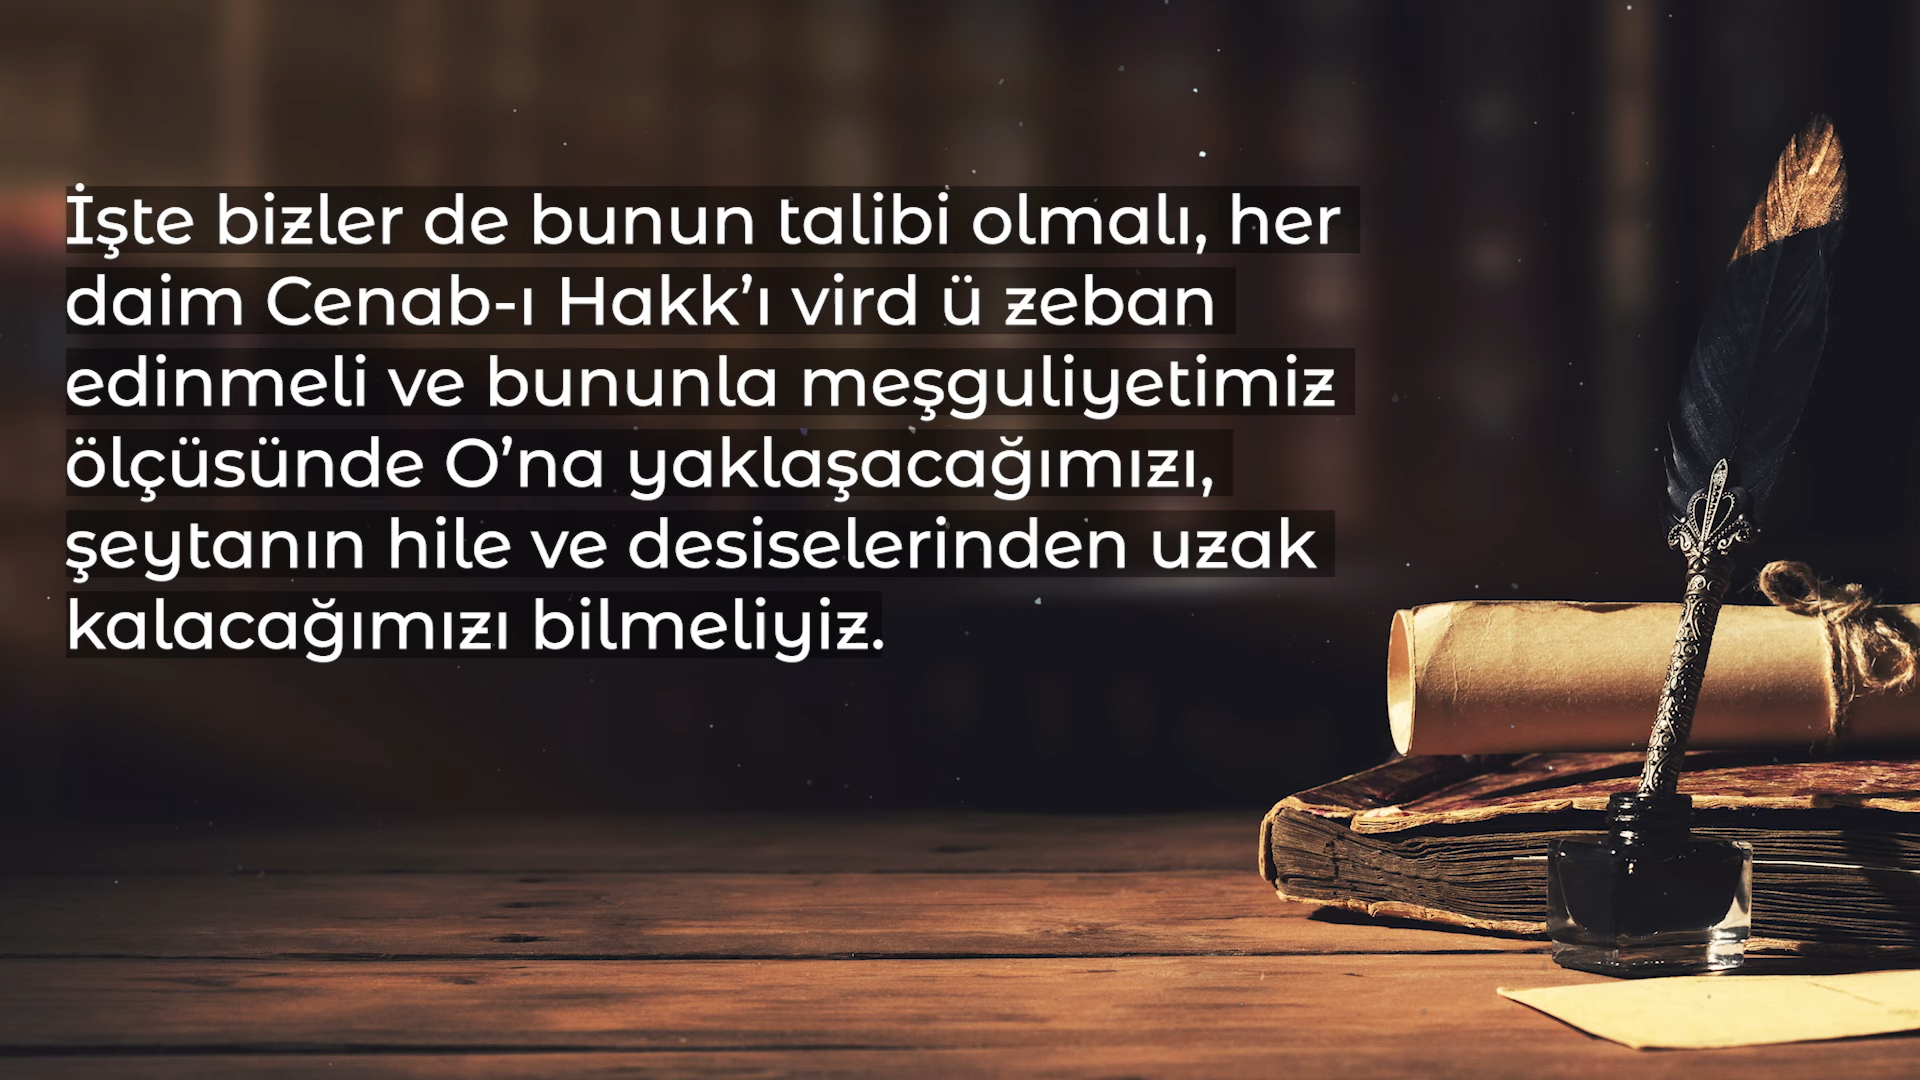 İşte bizler de bunun talibi olmalı, her
daim Cenab-ı Hakk’ı vird ü zeban
edinmeli ve bununla meşguliyetimiz
ölçüsünde O’na yaklaşacağımızı,
şeytanın hile ve desiselerinden uzak
kalacağımızı bilmeliyiz.